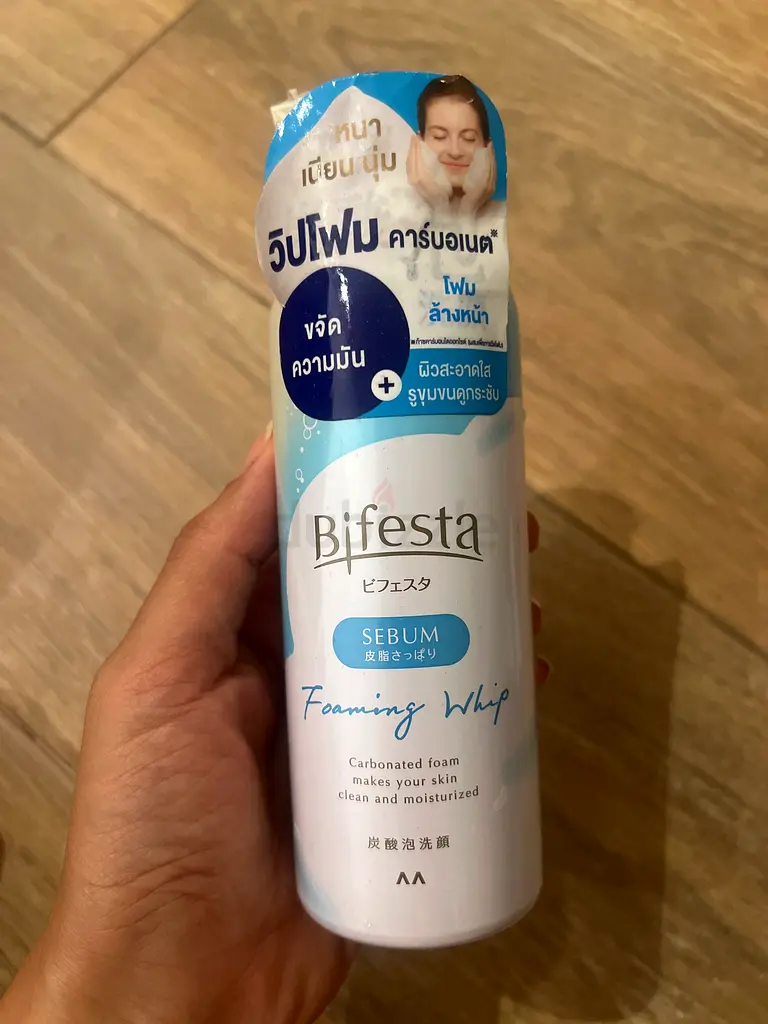 หนา
เนียน นุ่ม
วิปโฟม คาร์บอเนต*
โฟม
ล้างหน้า
ขจัด
ความมัน
+
ผิวสะอาดใส
รูขุมขนดูกระชับ
Bifesta
ビフェスタ
SEBUM
皮脂さっぱり
Foaming Whip
Carbonated foam
makes your skin
clean and moisturized
炭酸泡洗顔